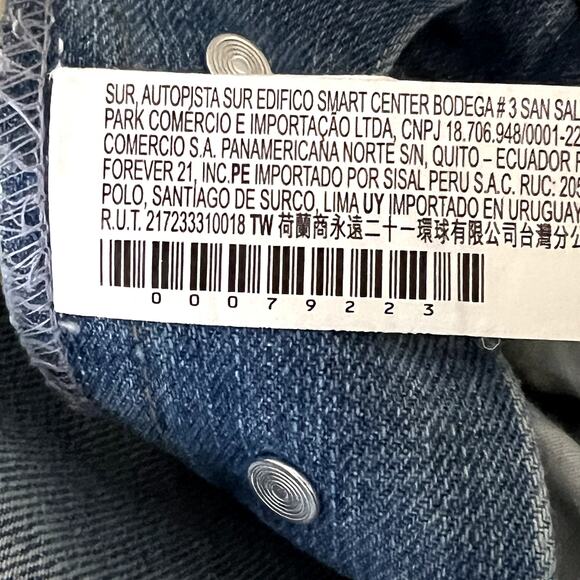 SUR, AUTOPISTA SUR EDIFICO SMART CENTER BODEGA # 3 SAN SAL
PARK COMÉRCIO E IMPORTAÇÃO LTDA, CNPJ 18.706.948/0001-22
COMERCIO S.A. PANAMERICANA NORTE S/N, QUITO – ECUADOR
FOREVER 21, INC. PE IMPORTADO POR SISAL PERU S.A.C. RUC: 205
POLO, SANTIAGO DE SURCO, LIMA UY IMPORTADO EN URUGUAY
R.U.T. 217233310018 TW 荷蘭商永遠二十一環球有限公司台灣分公
00079223